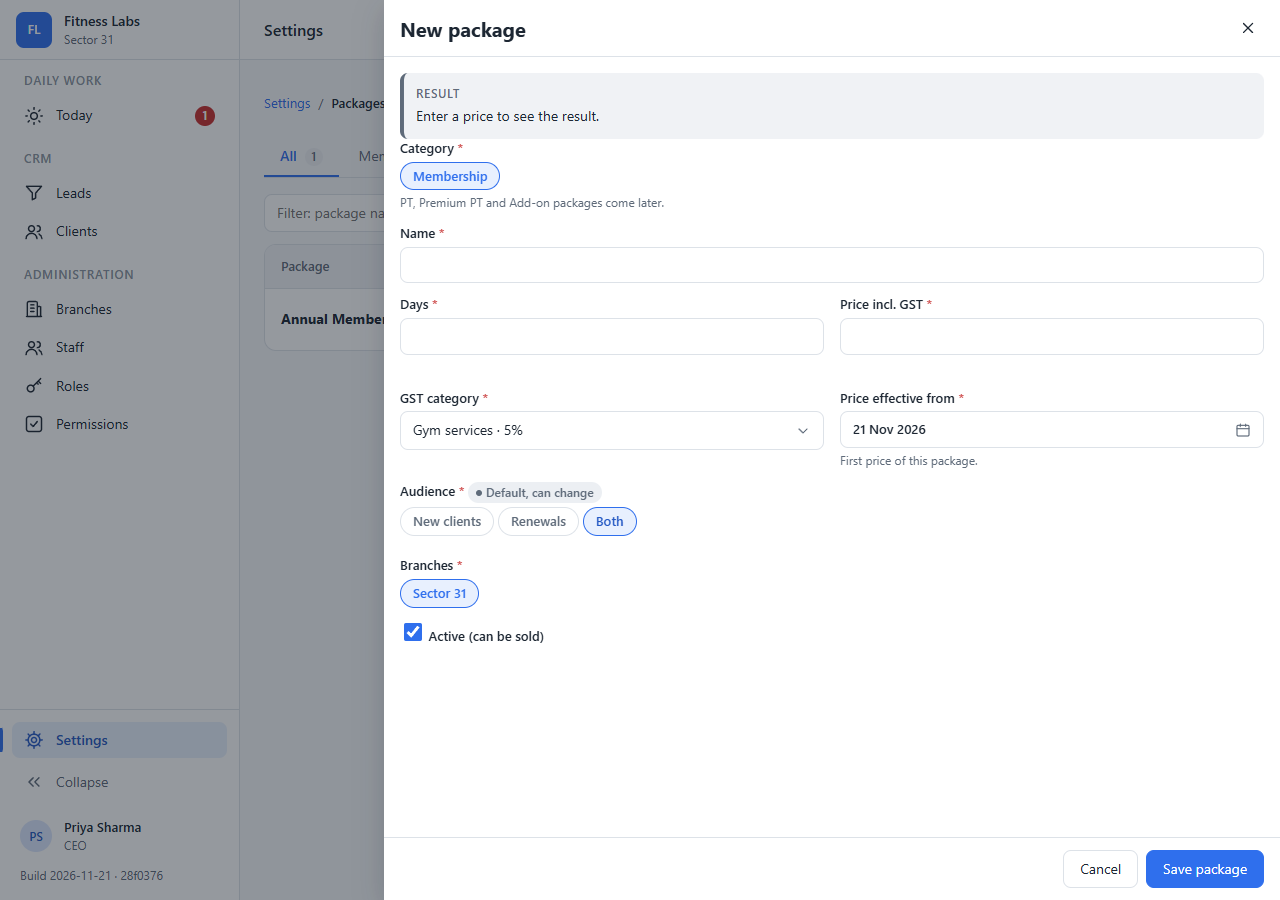 FL
Fitness Labs
Sector 31
DAILY WORK
Today
1
CRM
Leads
Clients
ADMINISTRATION
Branches
Staff
Roles
Permissions
Settings
Collapse
PS
Priya Sharma
CEO
Build 2026-11-21 · 28f0376
Settings
Settings / Packages
All 1 Mem
Filter: package na
Package
Annual Member
New package
RESULT
Enter a price to see the result.
Category *
Membership
PT, Premium PT and Add-on packages come later.
Name *
Days *
Price incl. GST *
GST category *
Gym services · 5%
Price effective from *
21 Nov 2026
First price of this package.
Audience * Default, can change
New clients Renewals Both
Branches *
Sector 31
Active (can be sold)
Cancel
Save package